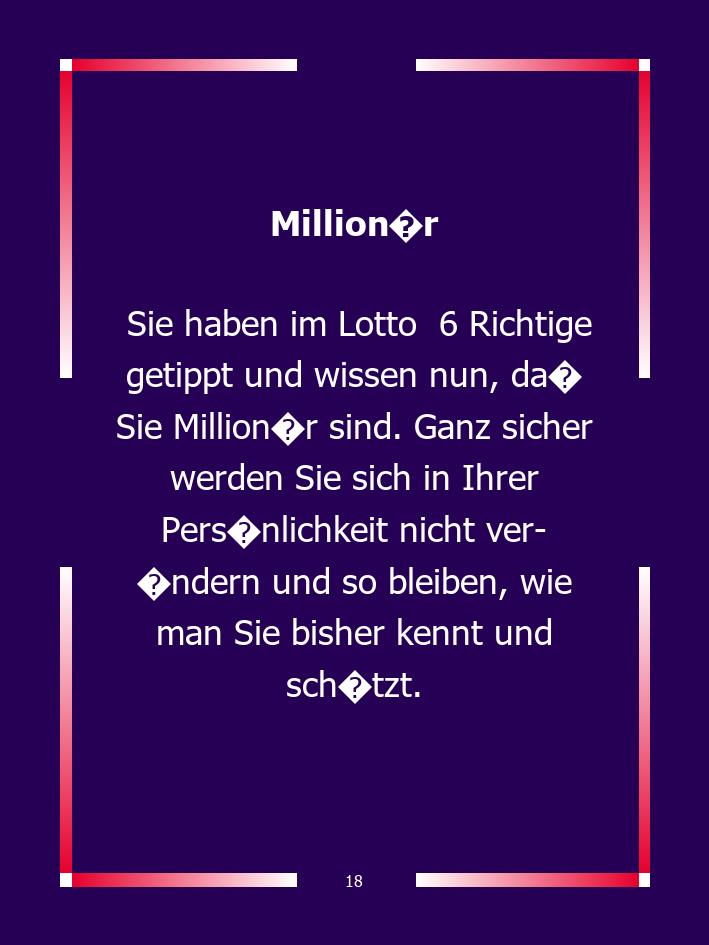 Million�r
Sie haben im Lotto  6 Richtige
getippt und wissen nun, da�
Sie Million�r sind. Ganz sicher
werden Sie sich in Ihrer
Pers�nlichkeit nicht ver-
�ndern und so bleiben, wie
man Sie bisher kennt und
sch�tzt.
18